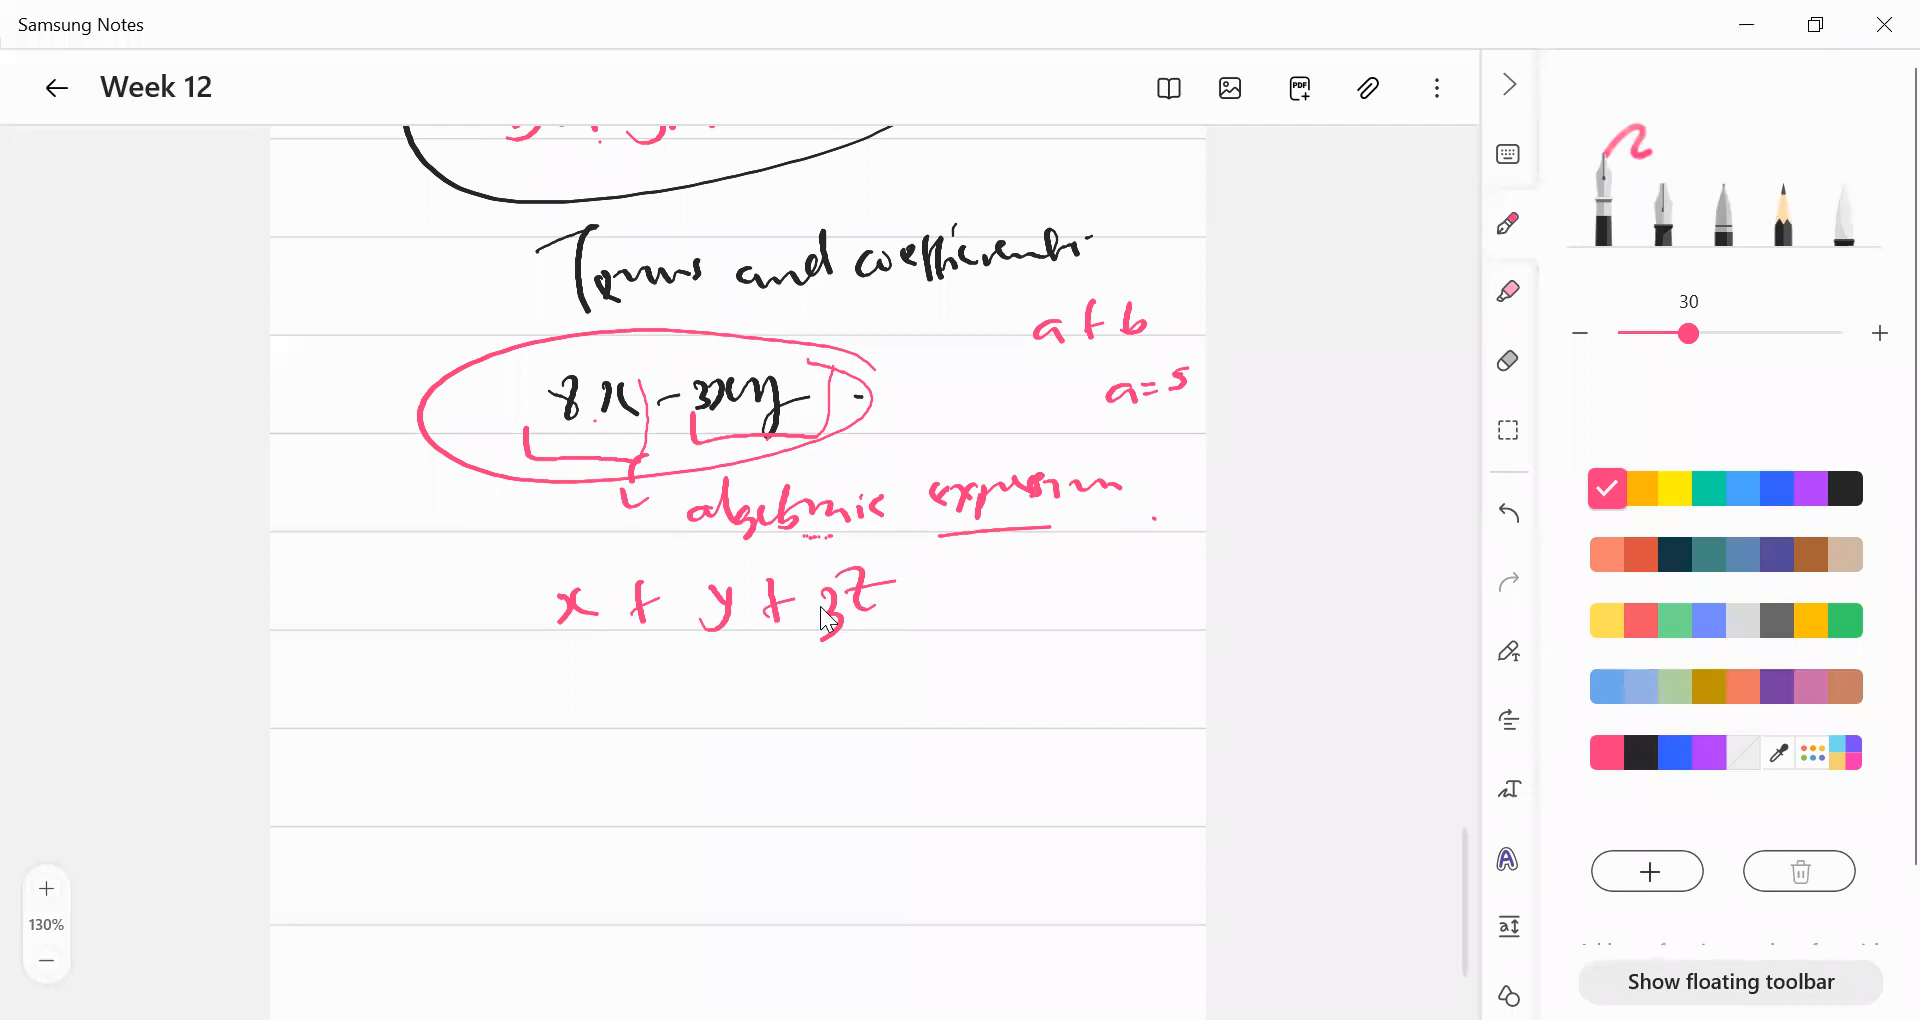 Samsung Notes
Week 12
Terms and coefficients
a + b
8x - 3xy
a = 5
algebraic expression
x + y + 3z
30
130%
Show floating toolbar